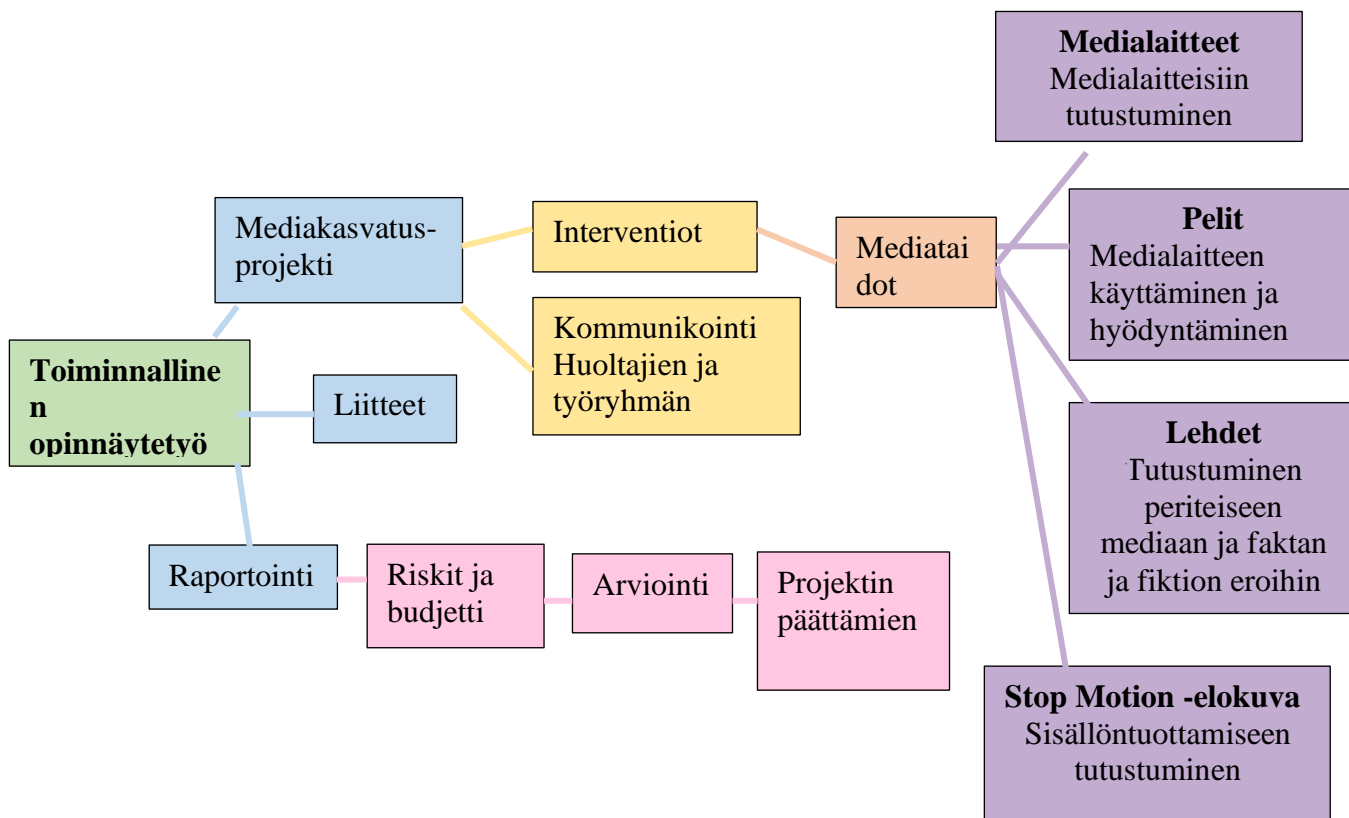 Medialaitteet
Medialaitteisiin
tutustuminen
Mediakasvatus-
projekti
Interventiot
Mediatai
dot
Pelit
Medialaitteen
käyttäminen ja
hyödyntäminen
Kommunikointi
Huoltajien ja
työryhmän
Toiminnalline
n
opinnäytetyö
Liitteet
Lehdet
Tutustuminen
periteiseen
mediaan ja faktan
ja fiktion eroihin
Raportointi
Riskit ja
budjetti
Arviointi
Projektin
päättämien
Stop Motion -elokuva
Sisällöntuottamiseen
tutustuminen